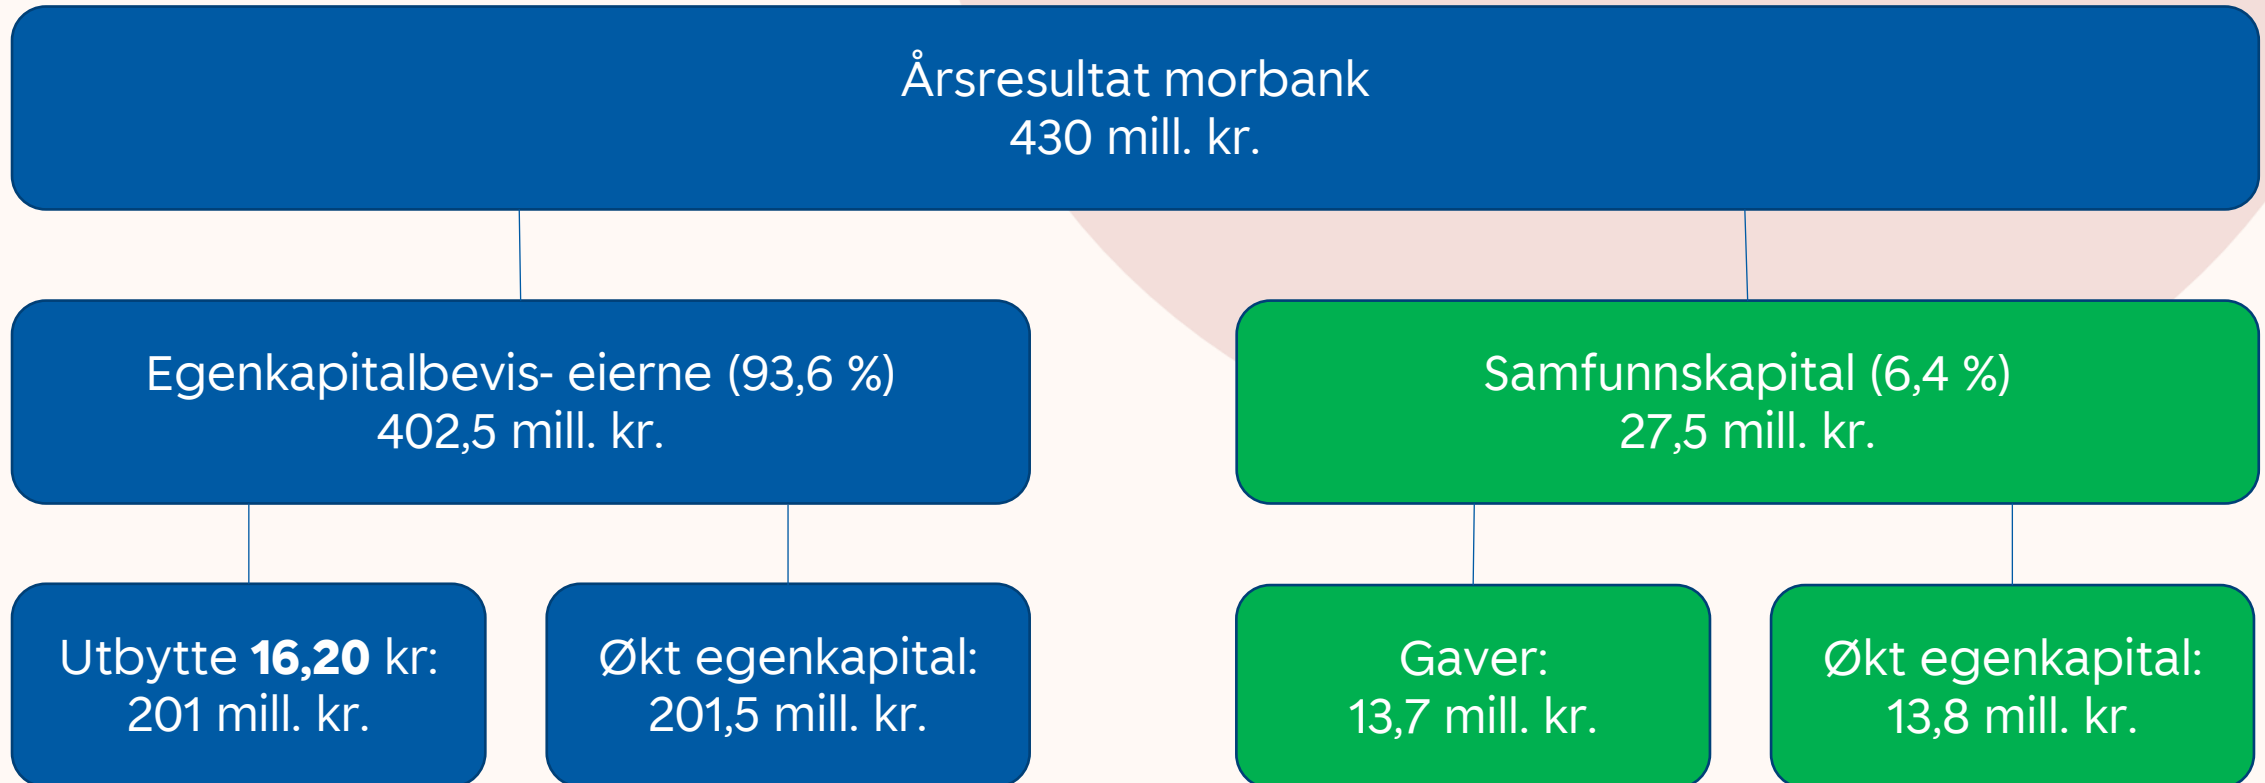 Årsresultat morbank
430 mill. kr.
Egenkapitalbevis- eierne (93,6 %)
402,5 mill. kr.
Samfunnskapital (6,4 %)
27,5 mill. kr.
Utbytte 16,20 kr:
201 mill. kr.
Økt egenkapital:
201,5 mill. kr.
Gaver:
13,7 mill. kr.
Økt egenkapital:
13,8 mill. kr.